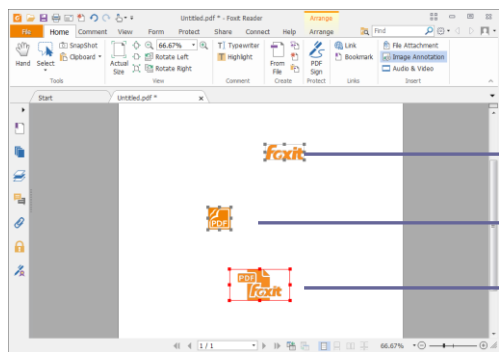 Untitled.pdf * - Foxit Reader
Arrange
File Home Comment View Form Protect Share Connect Help Arrange
Find
Hand
Select
SnapShot
Clipboard
Actual Size
66.67%
Rotate Left
Rotate Right
Typewriter
Highlight
From File
PDF Sign
Link
Bookmark
File Attachment
Image Annotation
Audio & Video
Tools View Comment Create Protect Links Insert
Start Untitled.pdf *
foxit
PDF
PDF
foxit
1 / 1
66.67%